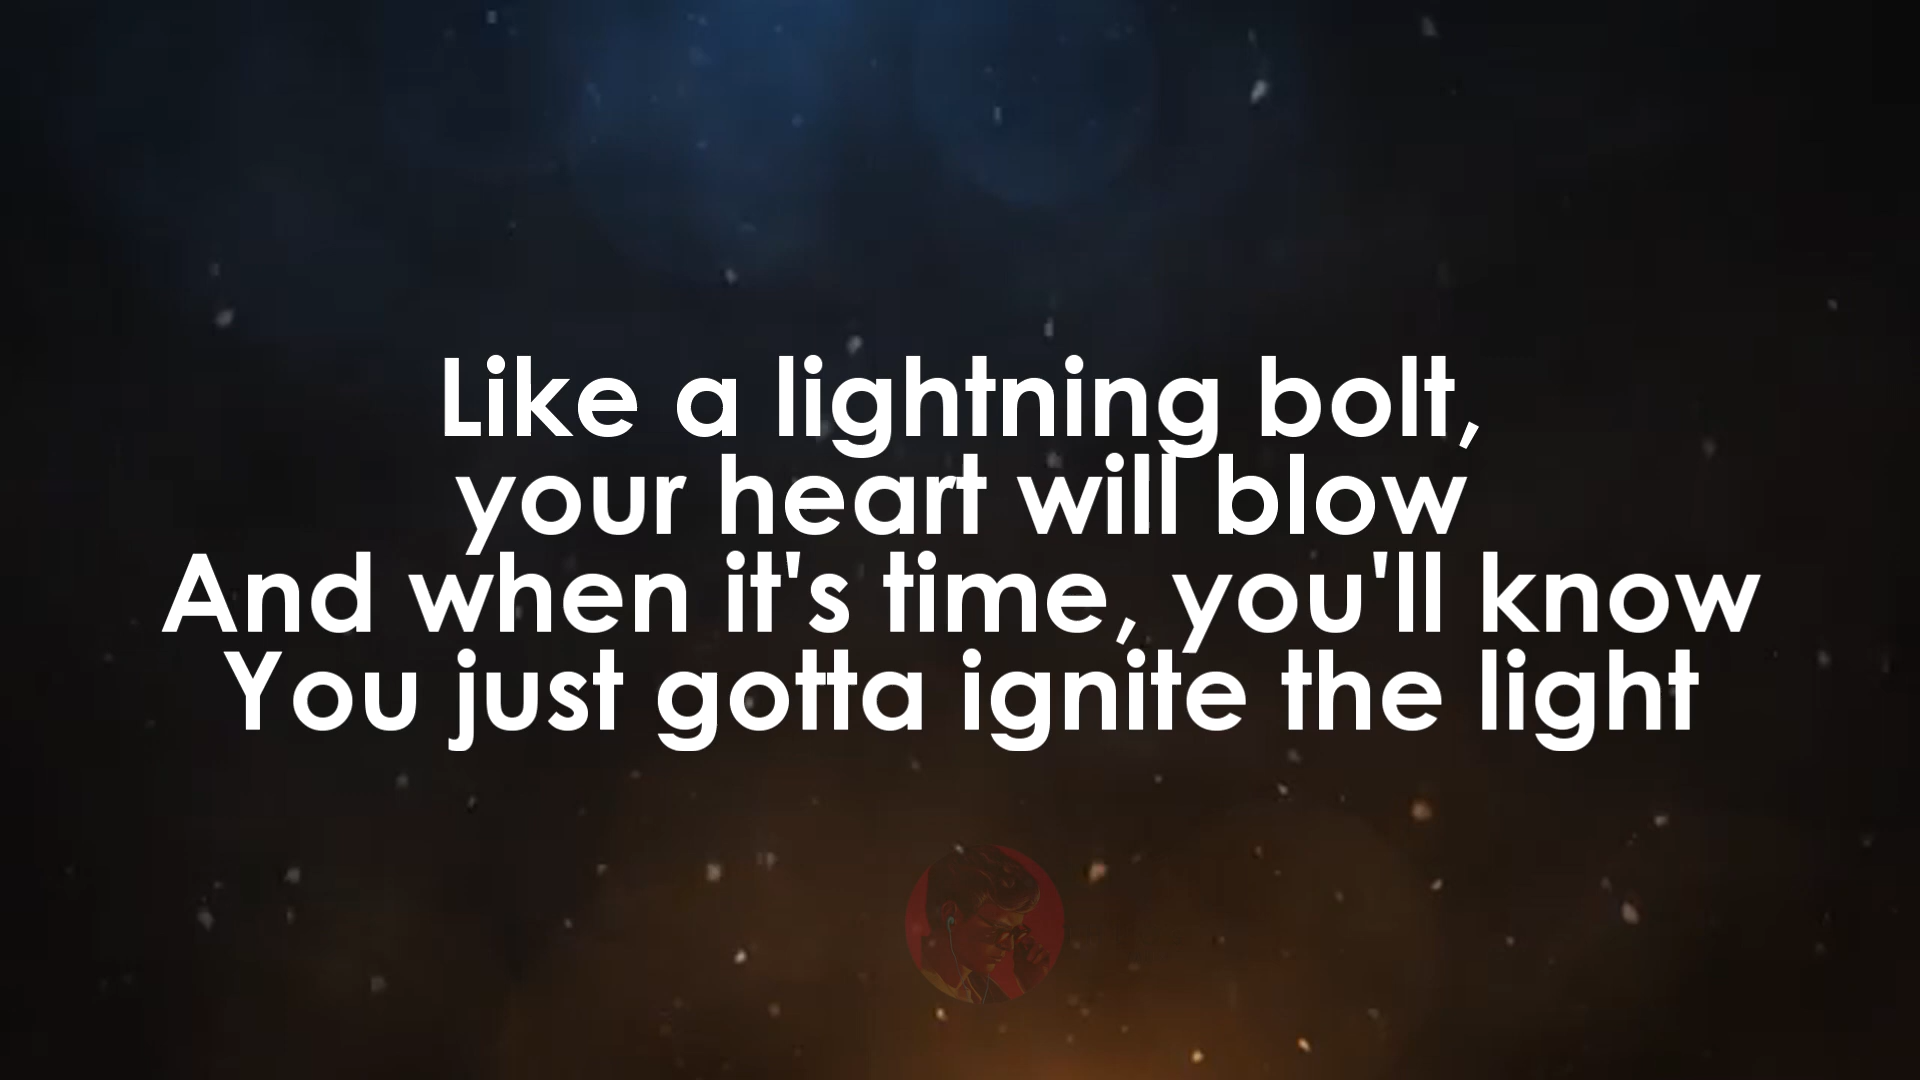 Like a lightning bolt,
your heart will blow
And when it's time, you'll know
You just gotta ignite the light